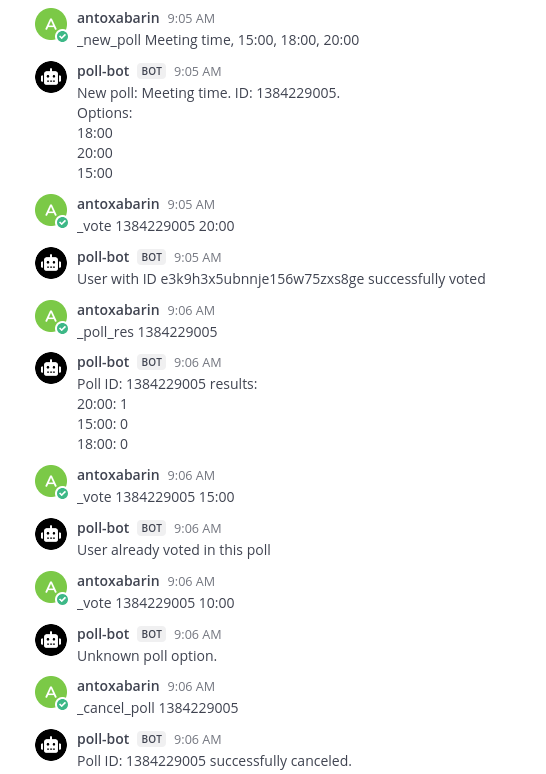 antoxabarin 9:05 AM
_new_poll Meeting time, 15:00, 18:00, 20:00
poll-bot BOT 9:05 AM
New poll: Meeting time. ID: 1384229005.
Options:
18:00
20:00
15:00
antoxabarin 9:05 AM
_vote 1384229005 20:00
poll-bot BOT 9:05 AM
User with ID e3k9h3x5ubnnje156w75zxs8ge successfully voted
antoxabarin 9:06 AM
_poll_res 1384229005
poll-bot BOT 9:06 AM
Poll ID: 1384229005 results:
20:00: 1
15:00: 0
18:00: 0
antoxabarin 9:06 AM
_vote 1384229005 15:00
poll-bot BOT 9:06 AM
User already voted in this poll
antoxabarin 9:06 AM
_vote 1384229005 10:00
poll-bot BOT 9:06 AM
Unknown poll option.
antoxabarin 9:06 AM
_cancel_poll 1384229005
poll-bot BOT 9:06 AM
Poll ID: 1384229005 successfully canceled.